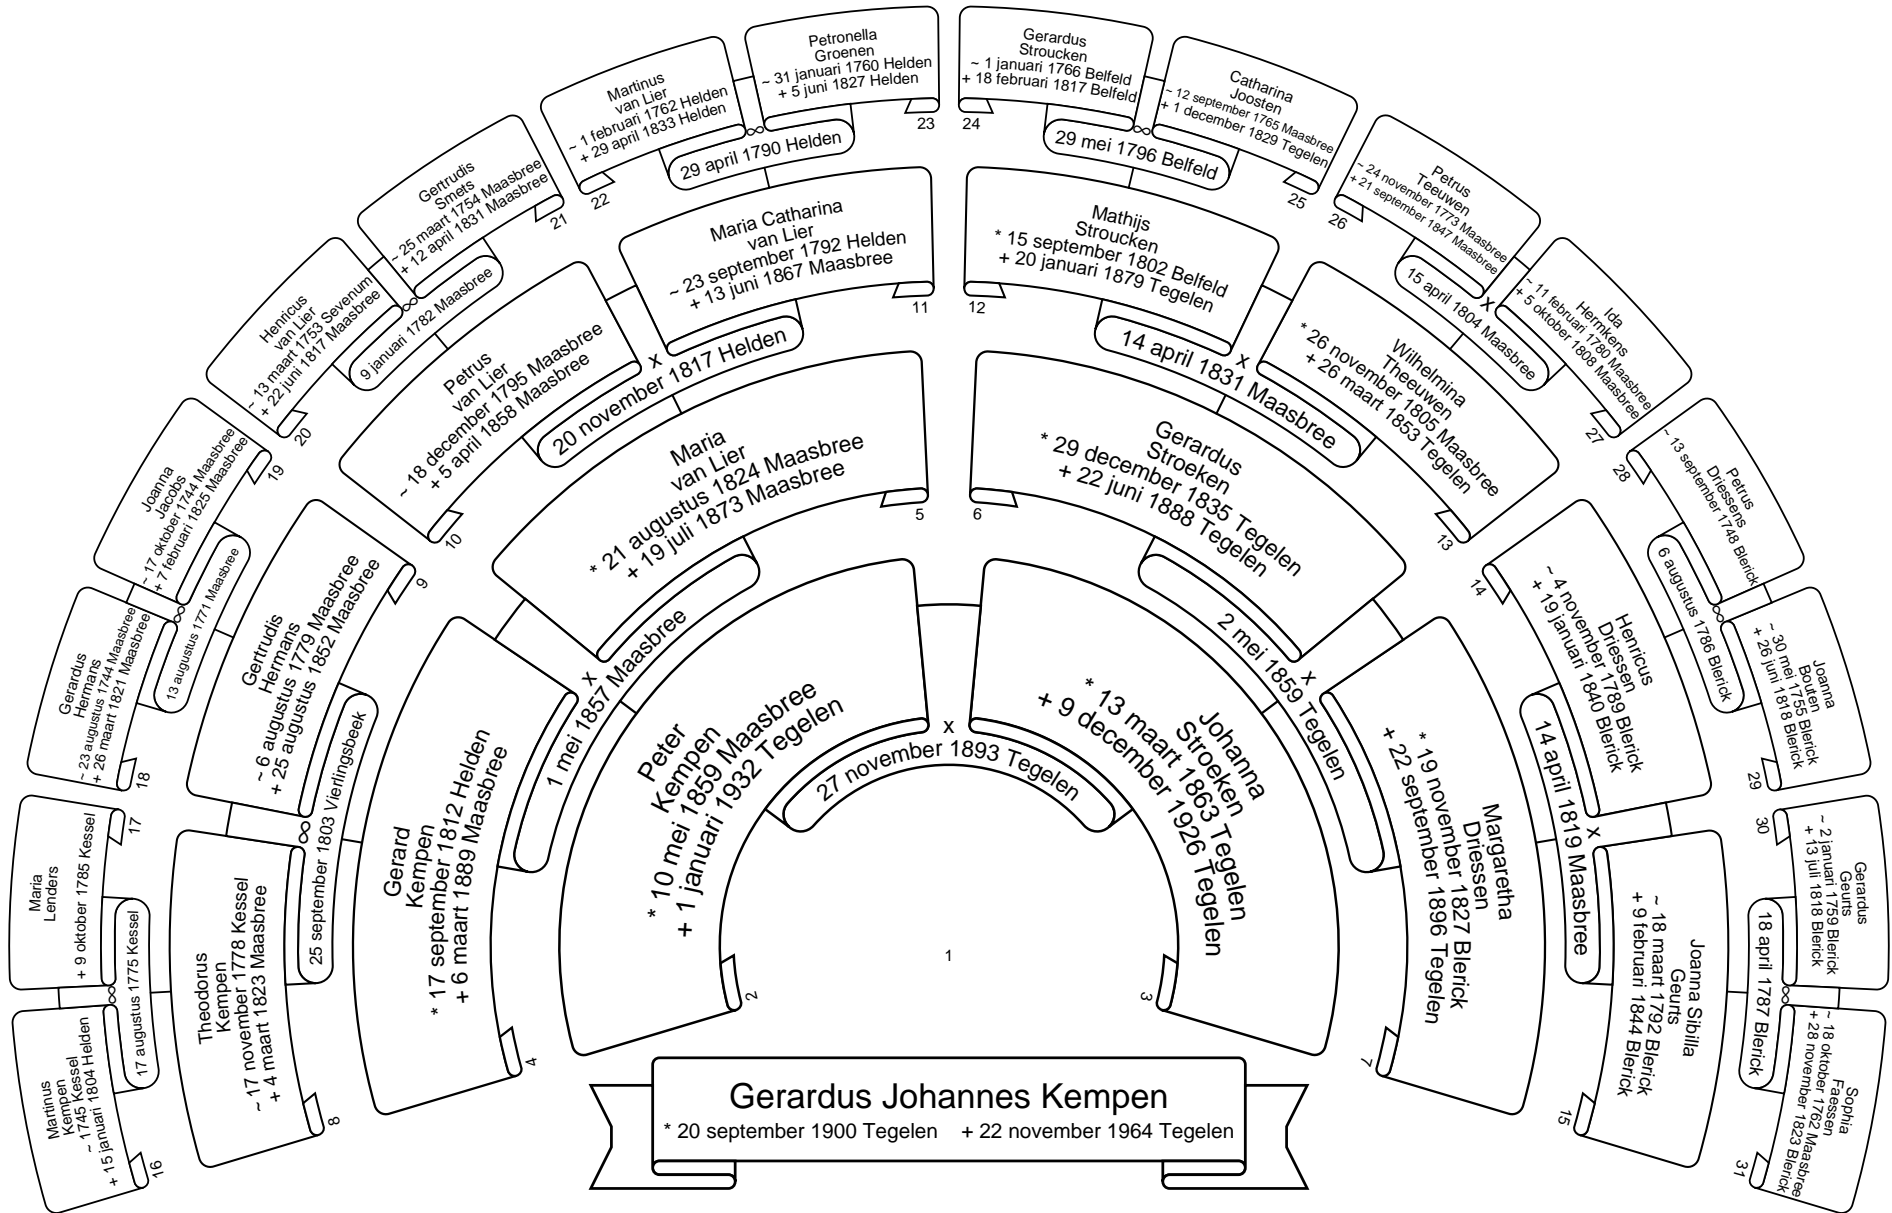 Gerardus Johannes Kempen
* 20 september 1900 Tegelen + 22 november 1964 Tegelen
1
Peter
Kempen
* 10 mei 1859 Maasbree
+ 1 januari 1932 Tegelen
2
x
27 november 1893 Tegelen
Johanna
Stroeken
* 13 maart 1863 Tegelen
+ 9 december 1926 Tegelen
3
Gerard
Kempen
* 17 september 1812 Helden
+ 6 maart 1889 Maasbree
4
x
1 mei 1857 Maasbree
Maria
van Lier
* 21 augustus 1824 Maasbree
+ 19 juli 1873 Maasbree
5
Gerardus
Stroeken
* 29 december 1835 Tegelen
+ 22 juni 1888 Tegelen
6
x
2 mei 1859 Tegelen
Margaretha
Driessen
* 19 november 1827 Blerick
+ 22 september 1896 Tegelen
7
Theodorus
Kempen
~ 17 november 1778 Kessel
+ 4 maart 1823 Maasbree
8
∞
25 september 1803 Vierlingsbeek
Gertrudis
Hermans
~ 6 augustus 1779 Maasbree
+ 25 augustus 1852 Maasbree
9
Petrus
van Lier
~ 18 december 1795 Maasbree
+ 5 april 1858 Maasbree
10
x
20 november 1817 Helden
Maria Catharina
van Lier
~ 23 september 1792 Helden
+ 13 juni 1867 Maasbree
11
Mathijs
Stroucken
* 15 september 1802 Belfeld
+ 20 januari 1879 Tegelen
12
x
14 april 1831 Maasbree
Wilhelmina
Theeuwen
* 26 november 1805 Maasbree
+ 26 maart 1853 Tegelen
13
Henricus
Driessen
~ 4 november 1789 Blerick
+ 19 januari 1840 Blerick
14
x
14 april 1819 Maasbree
Joanna Sibilla
Geurts
~ 18 maart 1792 Blerick
+ 9 februari 1844 Blerick
15
Martinus
Kempen
~ 1745 Kessel
+ 15 januari 1804 Helden
16
∞
17 augustus 1775 Kessel
Maria
Lenders
+ 9 oktober 1785 Kessel
17
Gerardus
Hermans
~ 23 augustus 1744 Maasbree
+ 26 maart 1821 Maasbree
18
∞
13 augustus 1771 Maasbree
Joanna
Jacobs
~ 17 oktober 1744 Maasbree
+ 7 februari 1825 Maasbree
19
Henricus
van Lier
~ 13 maart 1753 Sevenum
+ 22 juni 1817 Maasbree
20
∞
9 januari 1782 Maasbree
Gertrudis
Smets
~ 25 maart 1754 Maasbree
+ 12 april 1831 Maasbree
21
Martinus
van Lier
~ 1 februari 1762 Helden
+ 29 april 1833 Helden
22
∞
29 april 1790 Helden
Petronella
Groenen
~ 31 januari 1760 Helden
+ 5 juni 1827 Helden
23
Gerardus
Stroucken
~ 1 januari 1766 Belfeld
+ 18 februari 1817 Belfeld
24
∞
29 mei 1796 Belfeld
Catharina
Joosten
~ 12 september 1765 Maasbree
+ 1 december 1829 Tegelen
25
Petrus
Teeuwen
~ 24 november 1773 Maasbree
+ 21 september 1847 Maasbree
26
x
15 april 1804 Maasbree
Ida
Hermkens
~ 11 februari 1780 Maasbree
+ 5 oktober 1808 Maasbree
27
Petrus
Driessens
~ 13 september 1748 Blerick
28
∞
6 augustus 1786 Blerick
Joanna
Bouten
~ 30 mei 1755 Blerick
+ 26 juni 1818 Blerick
29
Gerardus
Geurts
~ 2 januari 1759 Blerick
+ 13 juli 1818 Blerick
30
∞
18 april 1787 Blerick
Sophia
Faessen
~ 18 oktober 1762 Maasbree
+ 28 november 1823 Blerick
31